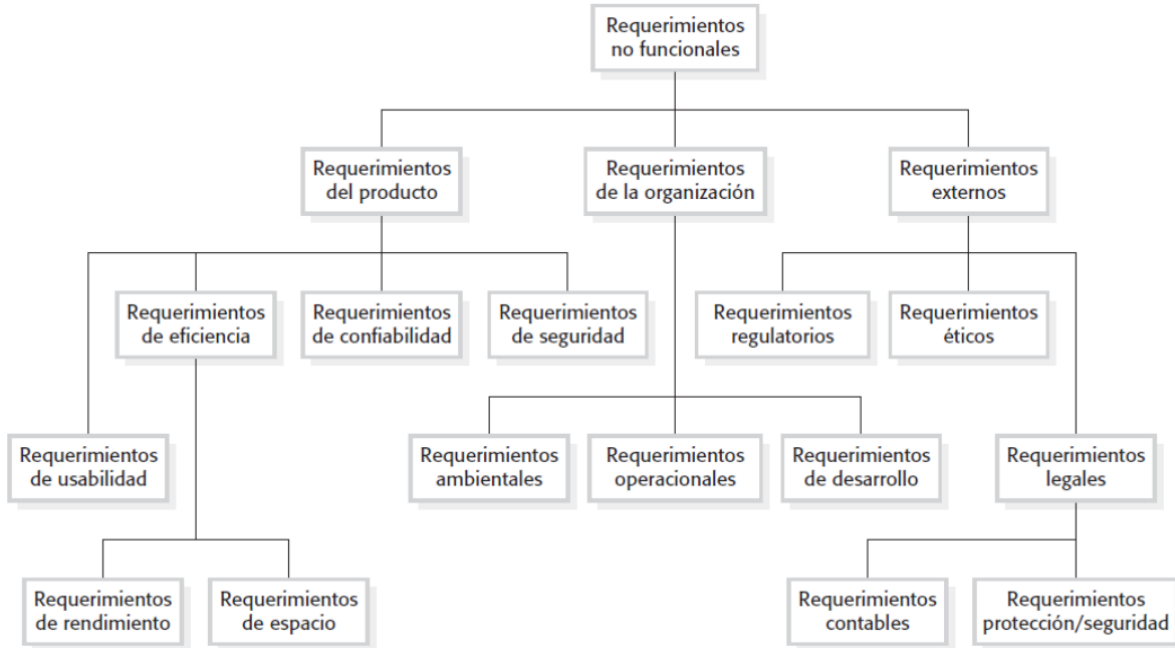 Requerimientos
no funcionales
Requerimientos
del producto
Requerimientos
de la organización
Requerimientos
externos
Requerimientos
de eficiencia
Requerimientos
de confiabilidad
Requerimientos
de seguridad
Requerimientos
regulatorios
Requerimientos
éticos
Requerimientos
de usabilidad
Requerimientos
ambientales
Requerimientos
operacionales
Requerimientos
de desarrollo
Requerimientos
legales
Requerimientos
de rendimiento
Requerimientos
de espacio
Requerimientos
contables
Requerimientos
protección/seguridad